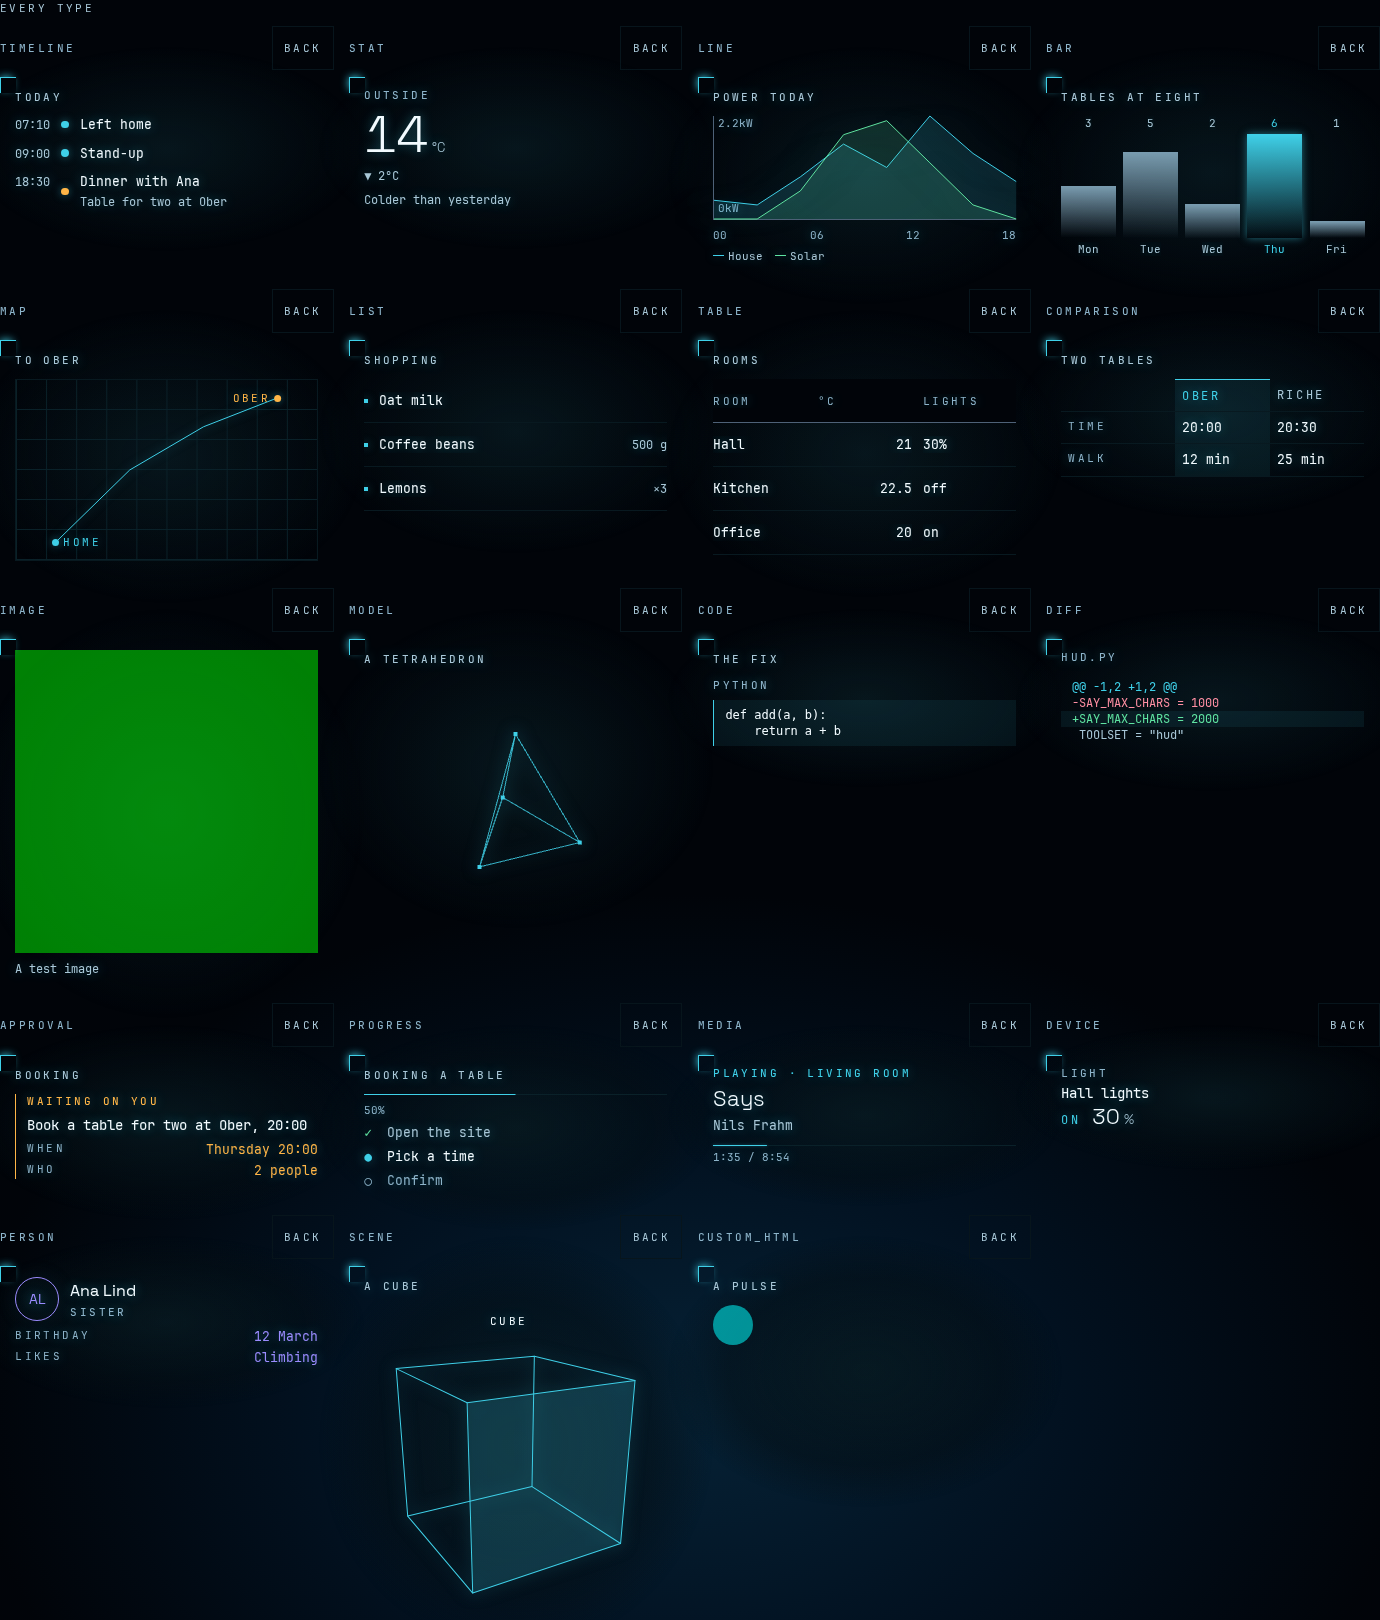 EVERY TYPE
TIMELINE BACK
TODAY
07:10 Left home
09:00 Stand-up
18:30 Dinner with Ana
Table for two at Ober
STAT BACK
OUTSIDE
14 °C
▼ 2°C
Colder than yesterday
LINE BACK
POWER TODAY
2.2kW
0kW
00 06 12 18
House Solar
BAR BACK
TABLES AT EIGHT
3 5 2 6 1
Mon Tue Wed Thu Fri
MAP BACK
TO OBER
OBER
HOME
LIST BACK
SHOPPING
Oat milk
Coffee beans 500 g
Lemons ×3
TABLE BACK
ROOMS
ROOM °C LIGHTS
Hall 21 30%
Kitchen 22.5 off
Office 20 on
COMPARISON BACK
TWO TABLES
OBER RICHE
TIME 20:00 20:30
WALK 12 min 25 min
IMAGE BACK
A test image
MODEL BACK
A TETRAHEDRON
CODE BACK
THE FIX
PYTHON
def add(a, b):
    return a + b
DIFF BACK
HUD.PY
@@ -1,2 +1,2 @@
-SAY_MAX_CHARS = 1000
+SAY_MAX_CHARS = 2000
 TOOLSET = "hud"
APPROVAL BACK
BOOKING
WAITING ON YOU
Book a table for two at Ober, 20:00
WHEN Thursday 20:00
WHO 2 people
PROGRESS BACK
BOOKING A TABLE
50%
✓ Open the site
● Pick a time
○ Confirm
MEDIA BACK
PLAYING · LIVING ROOM
Says
Nils Frahm
1:35 / 8:54
DEVICE BACK
LIGHT
Hall lights
ON 30 %
PERSON BACK
AL Ana Lind
SISTER
BIRTHDAY 12 March
LIKES Climbing
SCENE BACK
A CUBE
CUBE
CUSTOM_HTML BACK
A PULSE